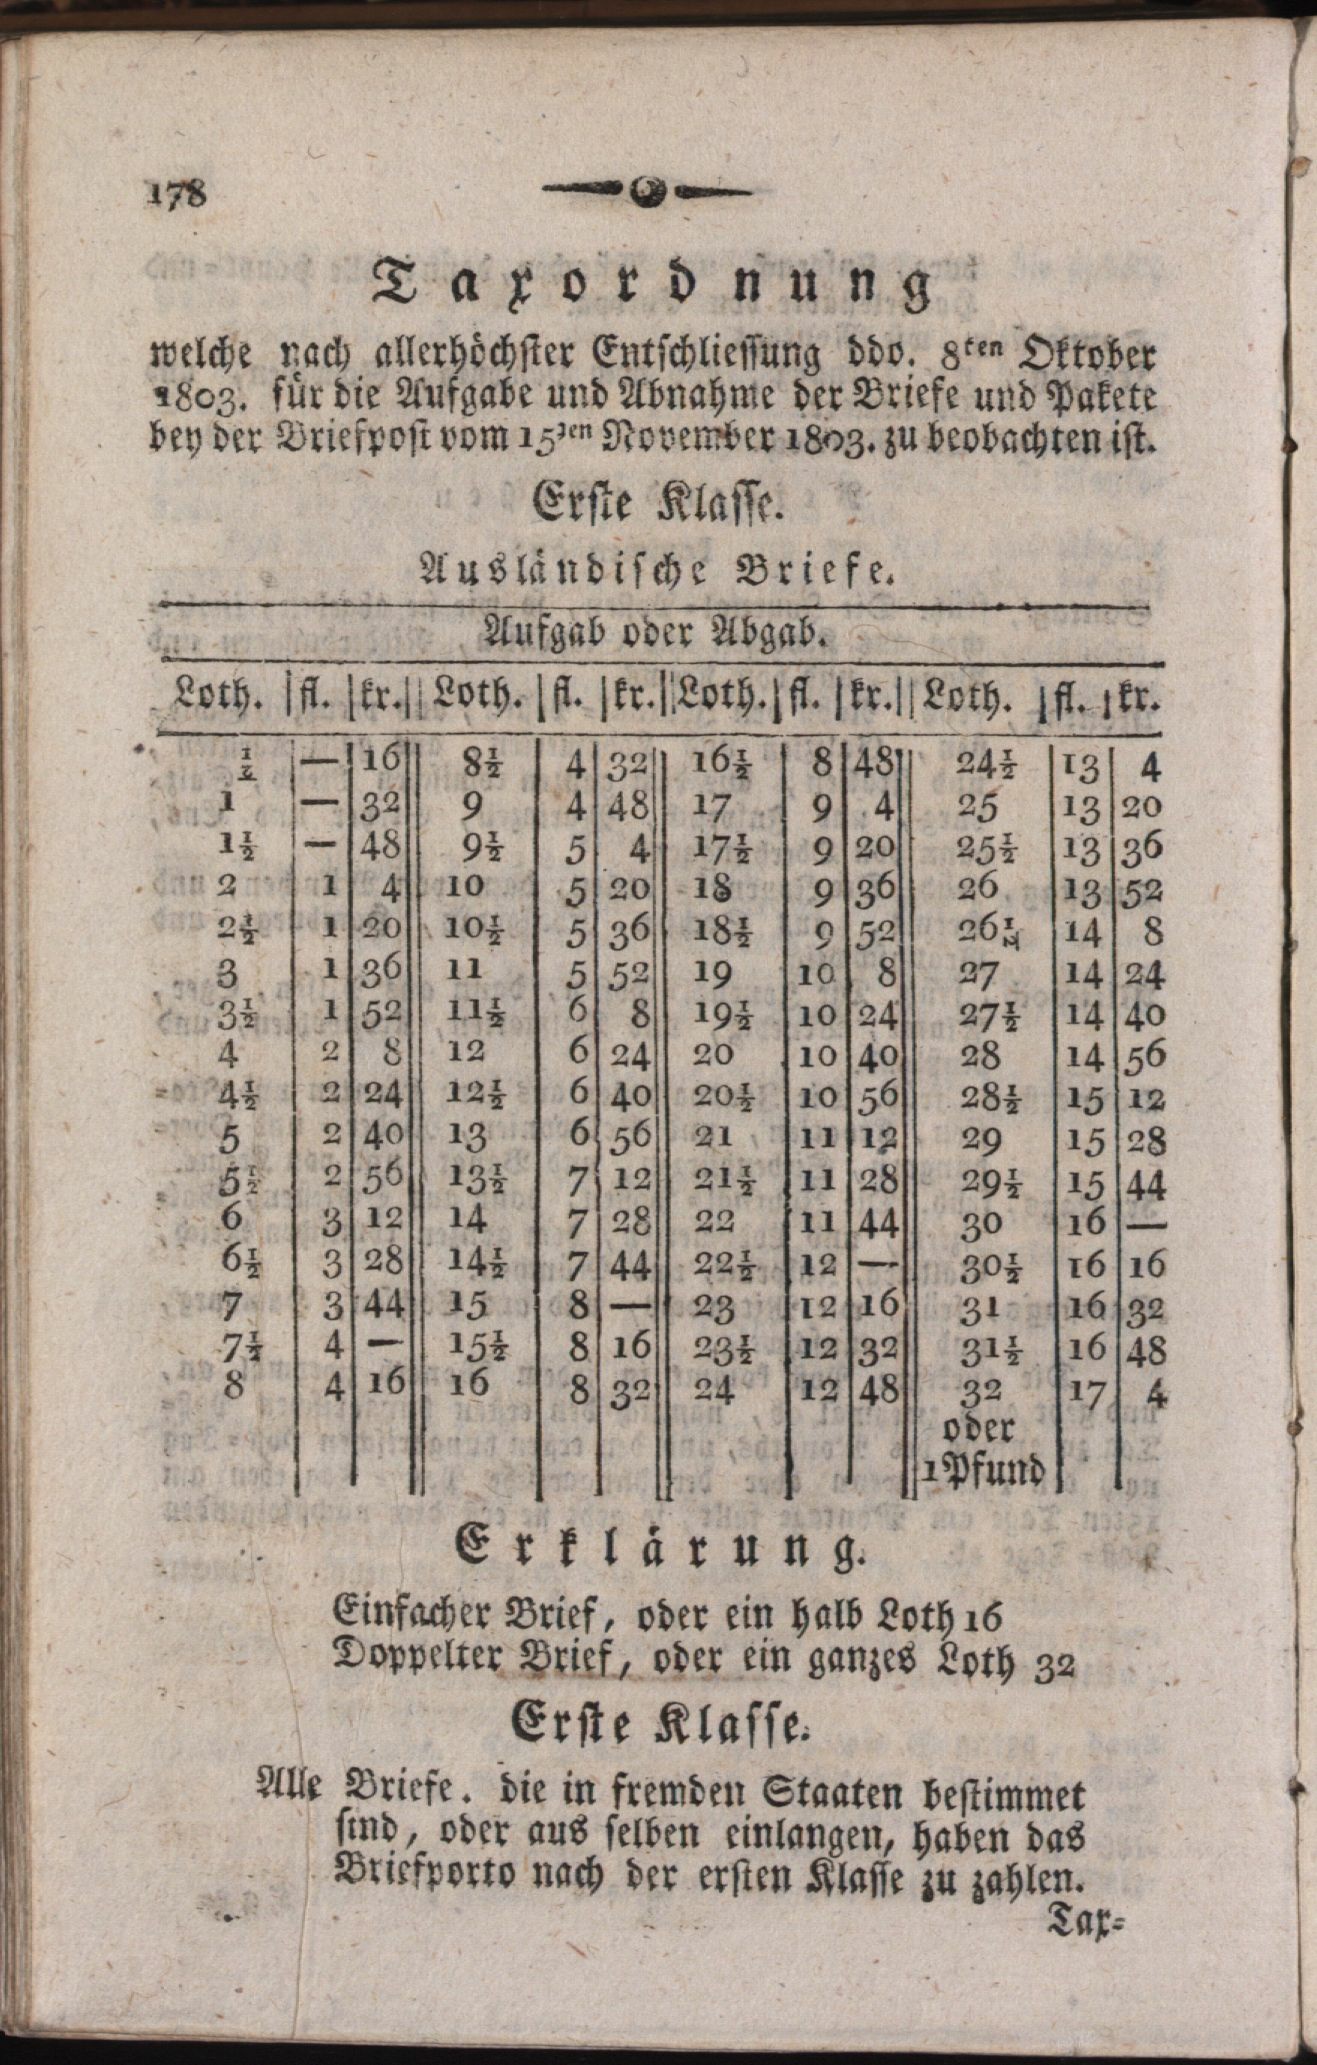 178
Taxordnung
welche nach allerhöchster Entschliessung ddo. 8ten Oktober
1803. für die Aufgabe und Abnahme der Briefe und Pakete
bey der Briefpost vom 15ten November 1803. zu beobachten ist.
Erste Klasse.
Ausländische Briefe.
Aufgab oder Abgab.
Loth. | fl. | kr. || Loth. | fl. | kr. || Loth. | fl. | kr. || Loth. | fl. | kr.
½ | — | 16 || 8½ | 4 | 32 || 16½ | 8 | 48 || 24½ | 13 | 4
1 | — | 32 || 9 | 4 | 48 || 17 | 9 | 4 || 25 | 13 | 20
1½ | — | 48 || 9½ | 5 | 4 || 17½ | 9 | 20 || 25½ | 13 | 36
2 | 1 | 4 || 10 | 5 | 20 || 18 | 9 | 36 || 26 | 13 | 52
2½ | 1 | 20 || 10½ | 5 | 36 || 18½ | 9 | 52 || 26½ | 14 | 8
3 | 1 | 36 || 11 | 5 | 52 || 19 | 10 | 8 || 27 | 14 | 24
3½ | 1 | 52 || 11½ | 6 | 8 || 19½ | 10 | 24 || 27½ | 14 | 40
4 | 2 | 8 || 12 | 6 | 24 || 20 | 10 | 40 || 28 | 14 | 56
4½ | 2 | 24 || 12½ | 6 | 40 || 20½ | 10 | 56 || 28½ | 15 | 12
5 | 2 | 40 || 13 | 6 | 56 || 21 | 11 | 12 || 29 | 15 | 28
5½ | 2 | 56 || 13½ | 7 | 12 || 21½ | 11 | 28 || 29½ | 15 | 44
6 | 3 | 12 || 14 | 7 | 28 || 22 | 11 | 44 || 30 | 16 | —
6½ | 3 | 28 || 14½ | 7 | 44 || 22½ | 12 | — || 30½ | 16 | 16
7 | 3 | 44 || 15 | 8 | — || 23 | 12 | 16 || 31 | 16 | 32
7½ | 4 | — || 15½ | 8 | 16 || 23½ | 12 | 32 || 31½ | 16 | 48
8 | 4 | 16 || 16 | 8 | 32 || 24 | 12 | 48 || 32 | 17 | 4
oder
1 Pfund
Erklärung.
Einfacher Brief, oder ein halb Loth 16
Doppelter Brief, oder ein ganzes Loth 32
Erste Klasse.
Alle Briefe. die in fremden Staaten bestimmet
sind, oder aus selben einlangen, haben das
Briefporto nach der ersten Klasse zu zahlen.
Tax=